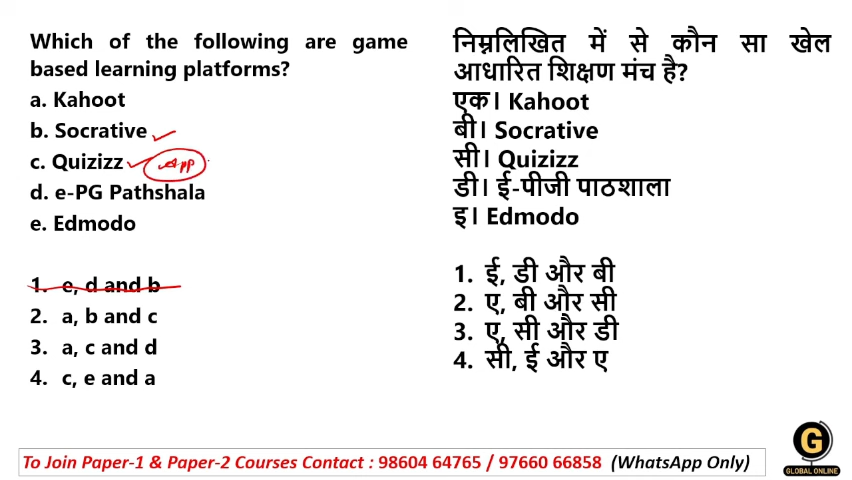 Which of the following are game
based learning platforms?
a. Kahoot
b. Socrative
c. Quizizz App
d. e-PG Pathshala
e. Edmodo
1. e, d and b
2. a, b and c
3. a, c and d
4. c, e and a
निम्नलिखित में से कौन सा खेल
आधारित शिक्षण मंच है?
एक। Kahoot
बी। Socrative
सी। Quizizz
डी। ई-पीजी पाठशाला
इ। Edmodo
1. ई, डी और बी
2. ए, बी और सी
3. ए, सी और डी
4. सी, ई और ए
To Join Paper-1 & Paper-2 Courses Contact : 98604 64765 / 97660 66858 (WhatsApp Only)
G
GLOBAL ONLINE